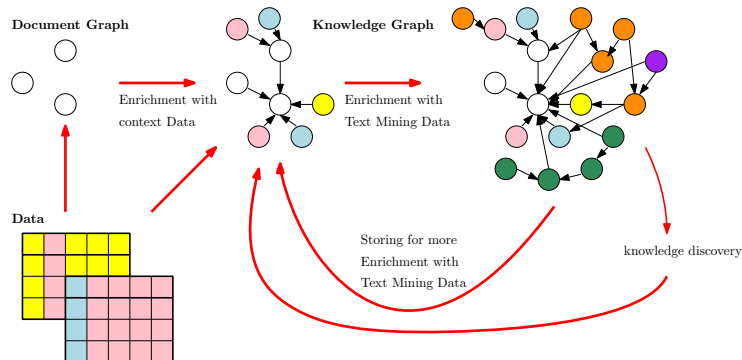 Document Graph
Knowledge Graph
Enrichment with
context Data
Enrichment with
Text Mining Data
Data
Storing for more
Enrichment with
Text Mining Data
knowledge discovery